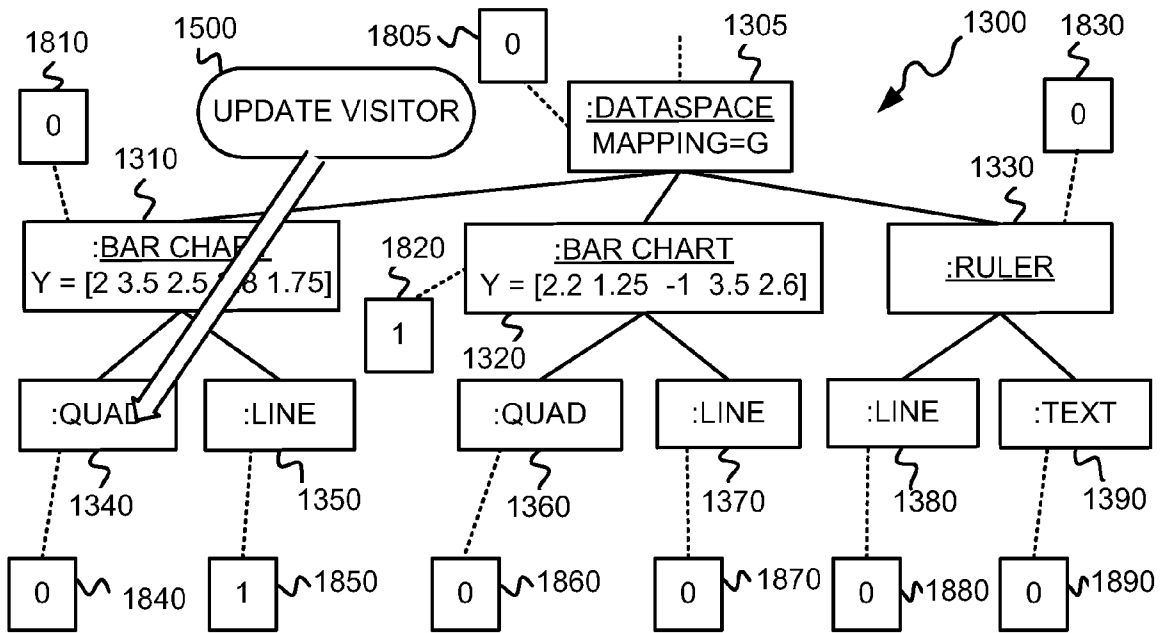 1810
1500
1805
0
1305
1300
1830
0
UPDATE VISITOR
:DATASPACE
MAPPING=G
0
1310
1330
:BAR CHA
Y = [2 3.5 2.5 8 1.75]
1820
1
:BAR CHART
Y = [2.2 1.25 -1 3.5 2.6]
1320
:RULER
:QUAD
:LINE
:QUAD
:LINE
:LINE
:TEXT
1340
1350
1360
1370
1380
1390
0
1840
1
1850
0
1860
0
1870
0
1880
0
1890